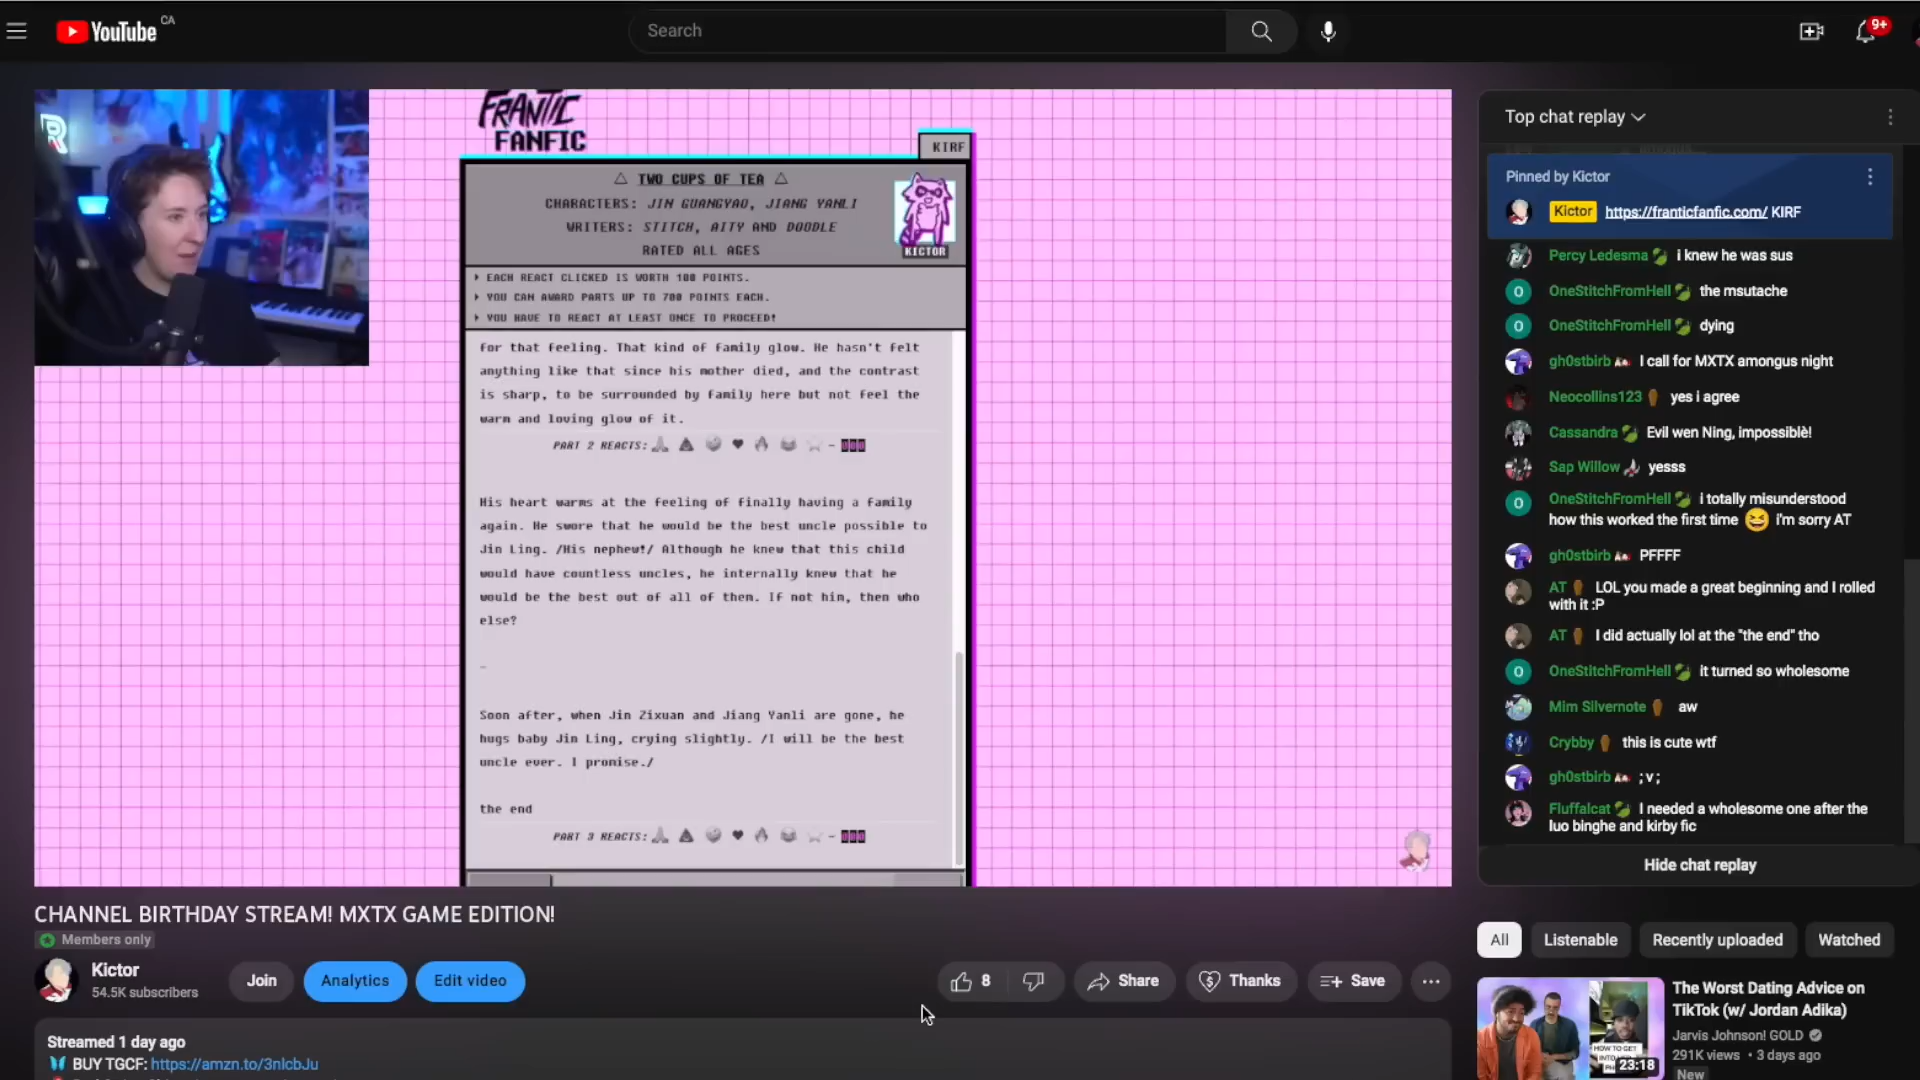 YouTube CA
Search
9+
FRANTIC
FANFIC
KIRF
△ TWO CUPS OF TEA △
CHARACTERS: JIN GUANGYAO, JIANG YANLI
WRITERS: STITCH, AITY AND DOODLE
RATED ALL AGES
KICTOR
EACH REACT CLICKED IS WORTH 100 POINTS.
YOU CAN AWARD PARTS UP TO 700 POINTS EACH.
YOU HAVE TO REACT AT LEAST ONCE TO PROCEED!
for that feeling. That kind of family glow. He hasn't felt
anything like that since his mother died, and the contrast
is sharp, to be surrounded by family here but not feel the
warm and loving glow of it.
PART 2 REACTS: - 000
His heart warms at the feeling of finally having a family
again. He swore that he would be the best uncle possible to
Jin Ling. /His nephew!/ Although he knew that this child
would have countless uncles, he internally knew that he
would be the best out of all of them. If not him, then who
else?
—
Soon after, when Jin Zixuan and Jiang Yanli are gone, he
hugs baby Jin Ling, crying slightly. /I will be the best
uncle ever. I promise./
the end
PART 3 REACTS: - 000
Top chat replay
Pinned by Kictor
Kictor https://franticfanfic.com/ KIRF
Percy Ledesma i knew he was sus
OneStitchFromHell the msutache
OneStitchFromHell dying
gh0stbirb I call for MXTX amongus night
Neocollins123 yes i agree
Cassandra Evil wen Ning, impossiblè!
Sap Willow yesss
OneStitchFromHell i totally misunderstood
how this worked the first time 😆 i'm sorry AT
gh0stbirb PFFFF
AT LOL you made a great beginning and I rolled
with it :P
AT I did actually lol at the "the end" tho
OneStitchFromHell it turned so wholesome
Mim Silvernote aw
Crybby this is cute wtf
gh0stbirb ;v;
Fluffalcat I needed a wholesome one after the
luo binghe and kirby fic
Hide chat replay
CHANNEL BIRTHDAY STREAM! MXTX GAME EDITION!
Members only
Kictor
54.5K subscribers
Join
Analytics
Edit video
8
Share
Thanks
Save
Streamed 1 day ago
BUY TGCF: https://amzn.to/3nlcbJu
All
Listenable
Recently uploaded
Watched
HOW TO GET
23:18
The Worst Dating Advice on
TikTok (w/ Jordan Adika)
Jarvis Johnson! GOLD
291K views • 3 days ago
New